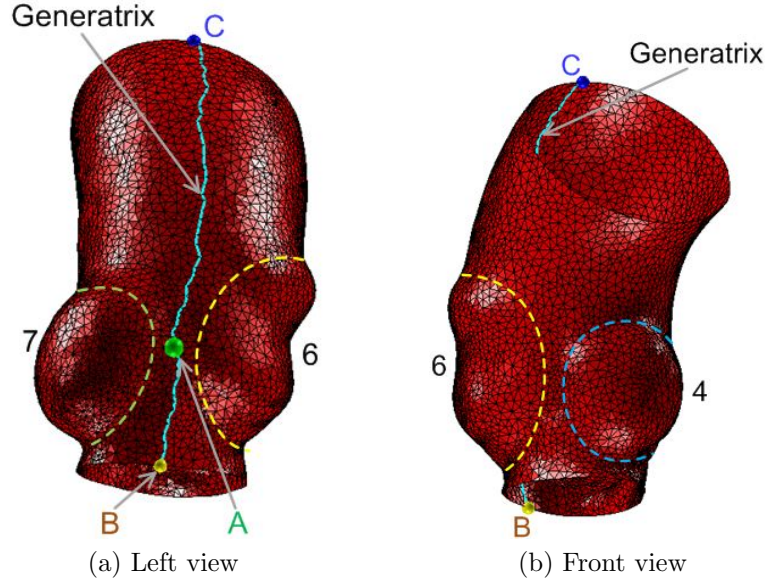 Generatrix
C
7
6
B
A
(a) Left view
C
Generatrix
6
4
B
(b) Front view